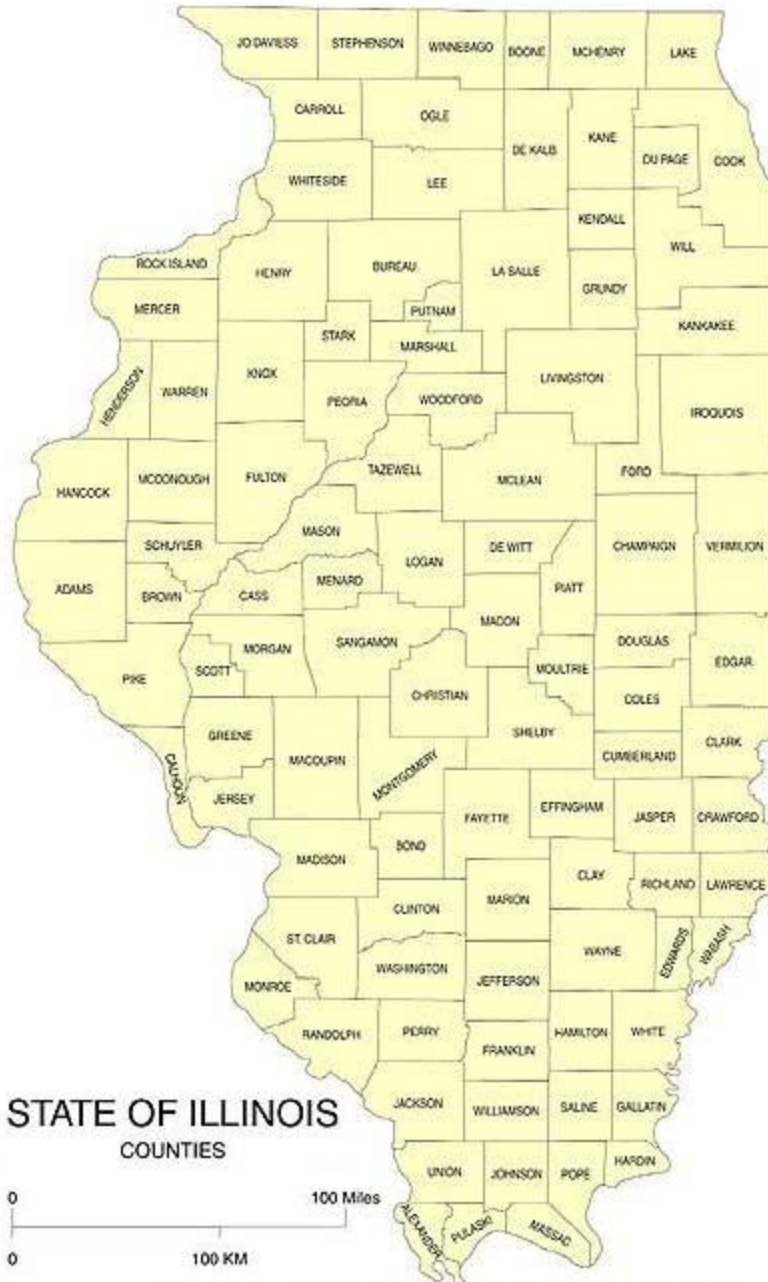 JO DAVIESS
STEPHENSON
WINNEBAGO
BOONE
MCHENRY
LAKE
CARROLL
OGLE
DE KALB
KANE
DU PAGE
COOK
WHITESIDE
LEE
KENDALL
WILL
ROCK ISLAND
HENRY
BUREAU
LA SALLE
GRUNDY
MERCER
PUTNAM
KANKAKEE
STARK
MARSHALL
HENDERSON
WARREN
KNOX
PEORIA
WOODFORD
LIVINGSTON
IROQUOIS
HANCOCK
MCDONOUGH
FULTON
TAZEWELL
MCLEAN
FORD
SCHUYLER
MASON
LOGAN
DE WITT
CHAMPAIGN
VERMILION
ADAMS
BROWN
CASS
MENARD
PIATT
MACON
PIKE
SCOTT
MORGAN
SANGAMON
CHRISTIAN
MOULTRIE
DOUGLAS
EDGAR
COLES
GREENE
MACOUPIN
MONTGOMERY
SHELBY
CUMBERLAND
CLARK
CALHOUN
JERSEY
FAYETTE
EFFINGHAM
JASPER
CRAWFORD
MADISON
BOND
CLAY
RICHLAND
LAWRENCE
CLINTON
MARION
ST. CLAIR
WASHINGTON
WAYNE
EDWARDS
WABASH
MONROE
JEFFERSON
RANDOLPH
PERRY
FRANKLIN
HAMILTON
WHITE
JACKSON
WILLIAMSON
SALINE
GALLATIN
UNION
JOHNSON
POPE
HARDIN
ALEXANDER
PULASKI
MASSAC
STATE OF ILLINOIS
COUNTIES
0 100 Miles
0 100 KM